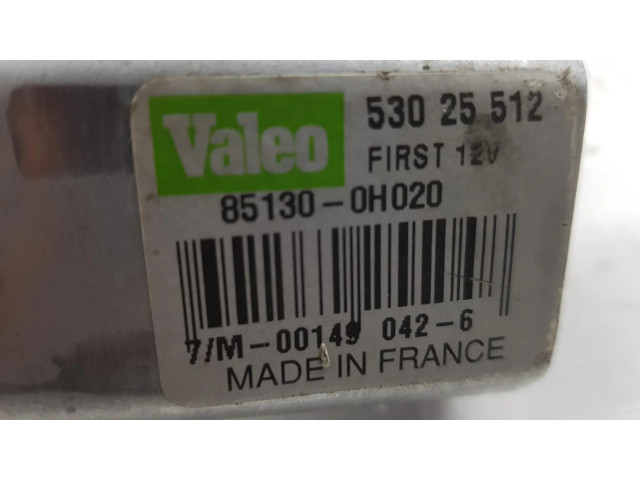 Valeo
530 25 512
FIRST 12V
85130-0H020
7/M-00149 042-6
MADE IN FRANCE